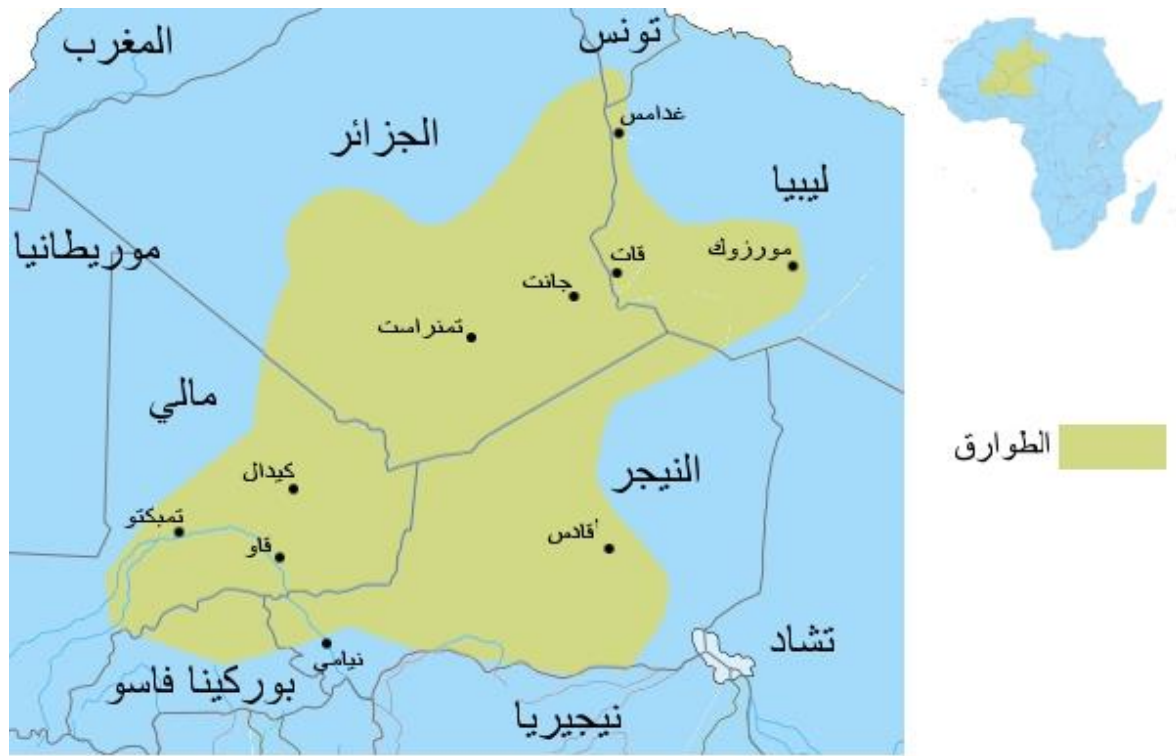 المغرب
تونس
الجزائر
غدامس
ليبيا
موريطانيا
قات
مورزوك
جانت
تمنراست
مالي
الطوارق
كيدال
النيجر
تمبكتو
قاو
أقادس
نيامي
تشاد
بوركينا فاسو
نيجيريا